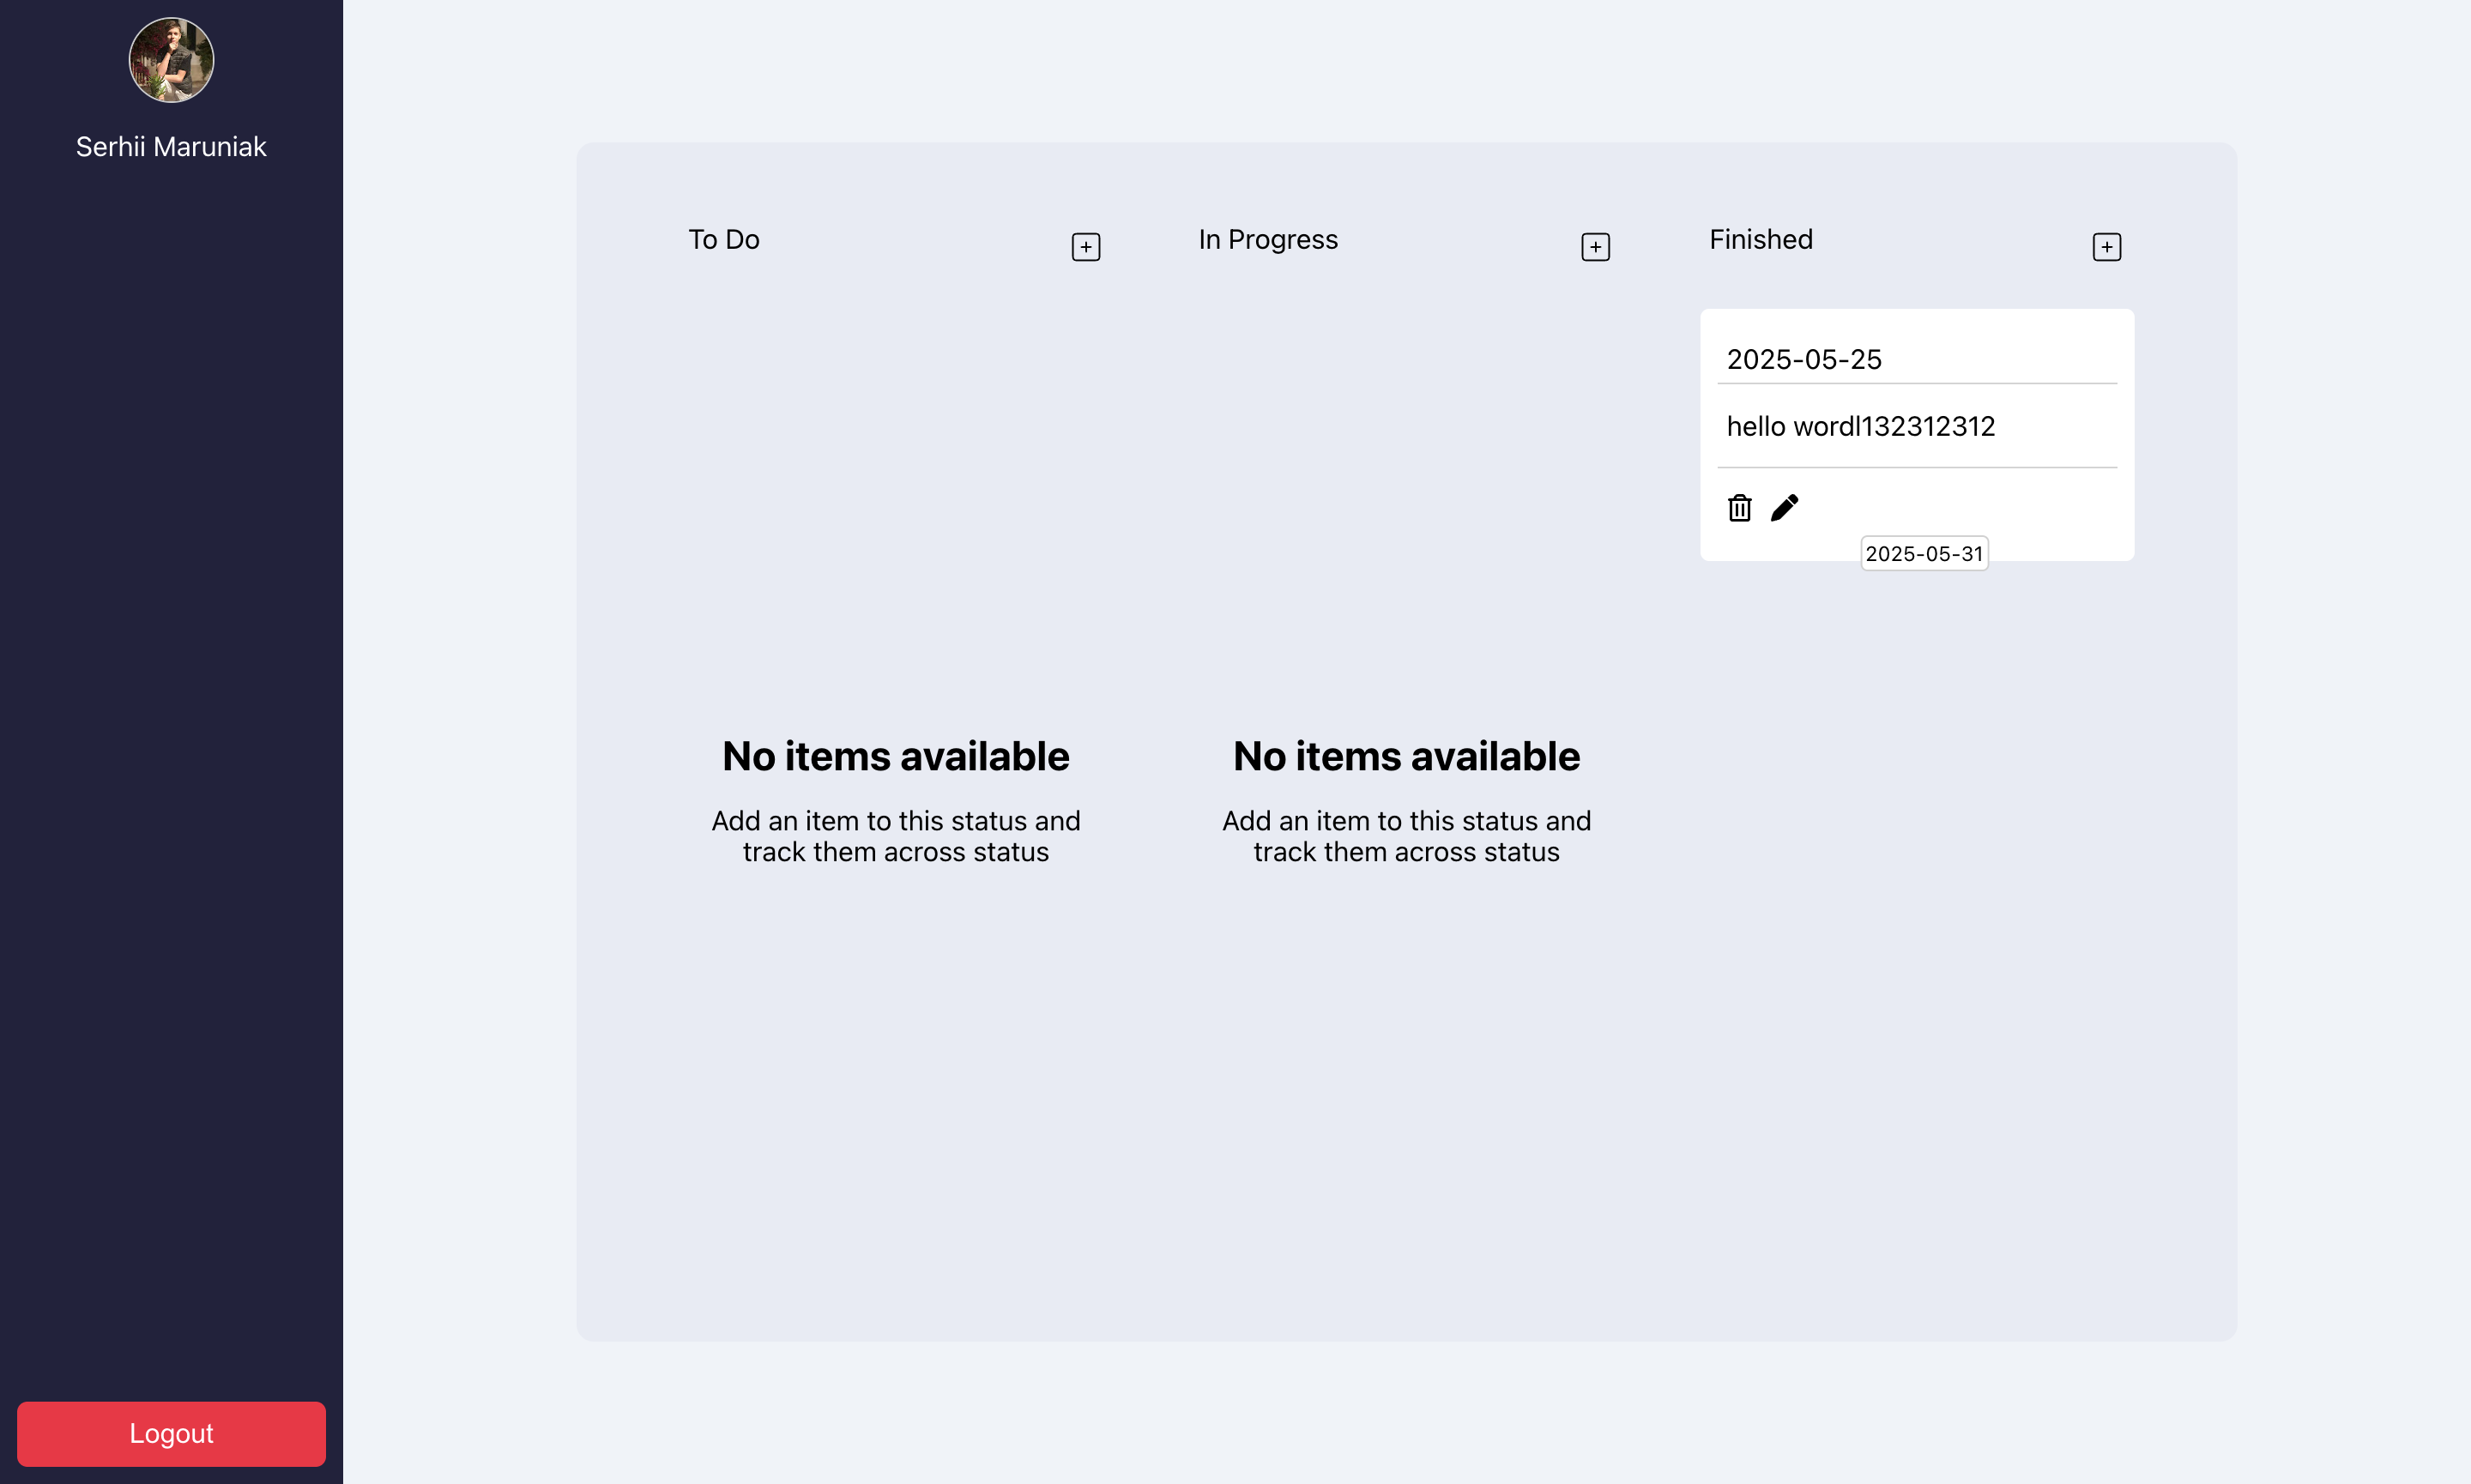 Serhii Maruniak
To Do
In Progress
Finished
2025-05-25
hello wordl132312312
2025-05-31
No items available
Add an item to this status and
track them across status
No items available
Add an item to this status and
track them across status
Logout